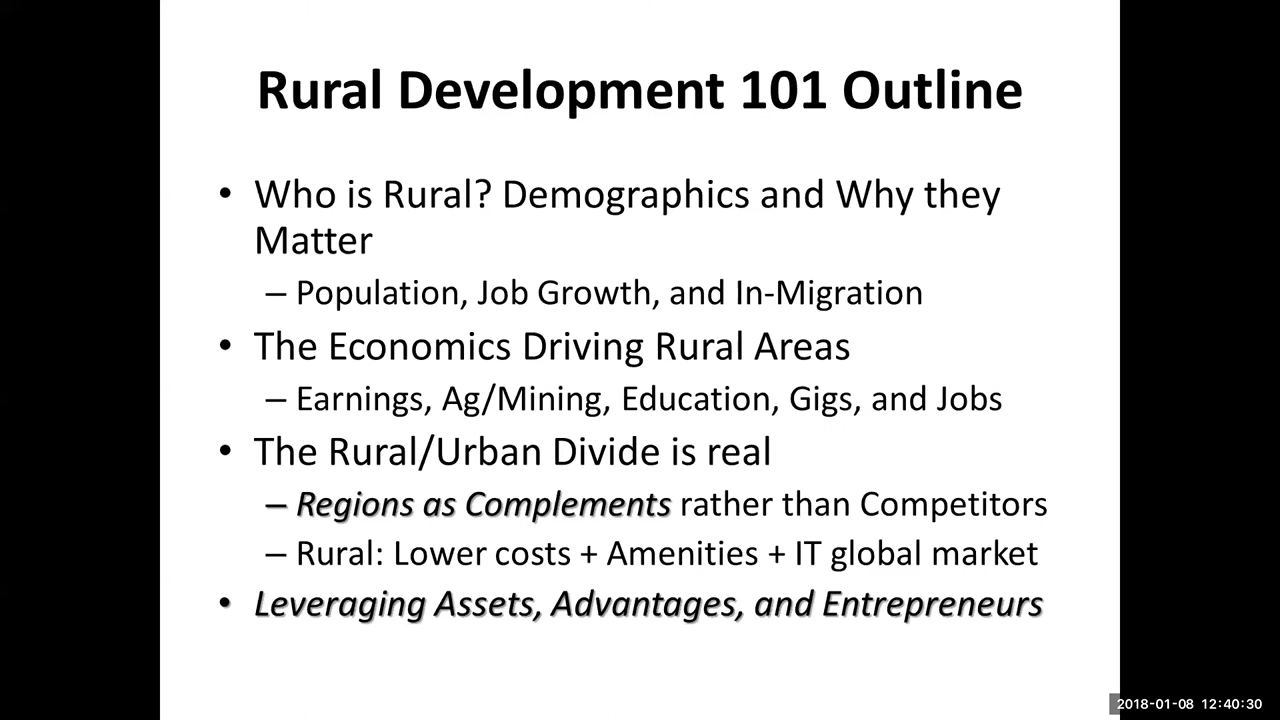 Rural Development 101 Outline
• Who is Rural? Demographics and Why they
Matter
– Population, Job Growth, and In-Migration
• The Economics Driving Rural Areas
– Earnings, Ag/Mining, Education, Gigs, and Jobs
• The Rural/Urban Divide is real
– Regions as Complements rather than Competitors
– Rural: Lower costs + Amenities + IT global market
• Leveraging Assets, Advantages, and Entrepreneurs
2018-01-08 12:40:30